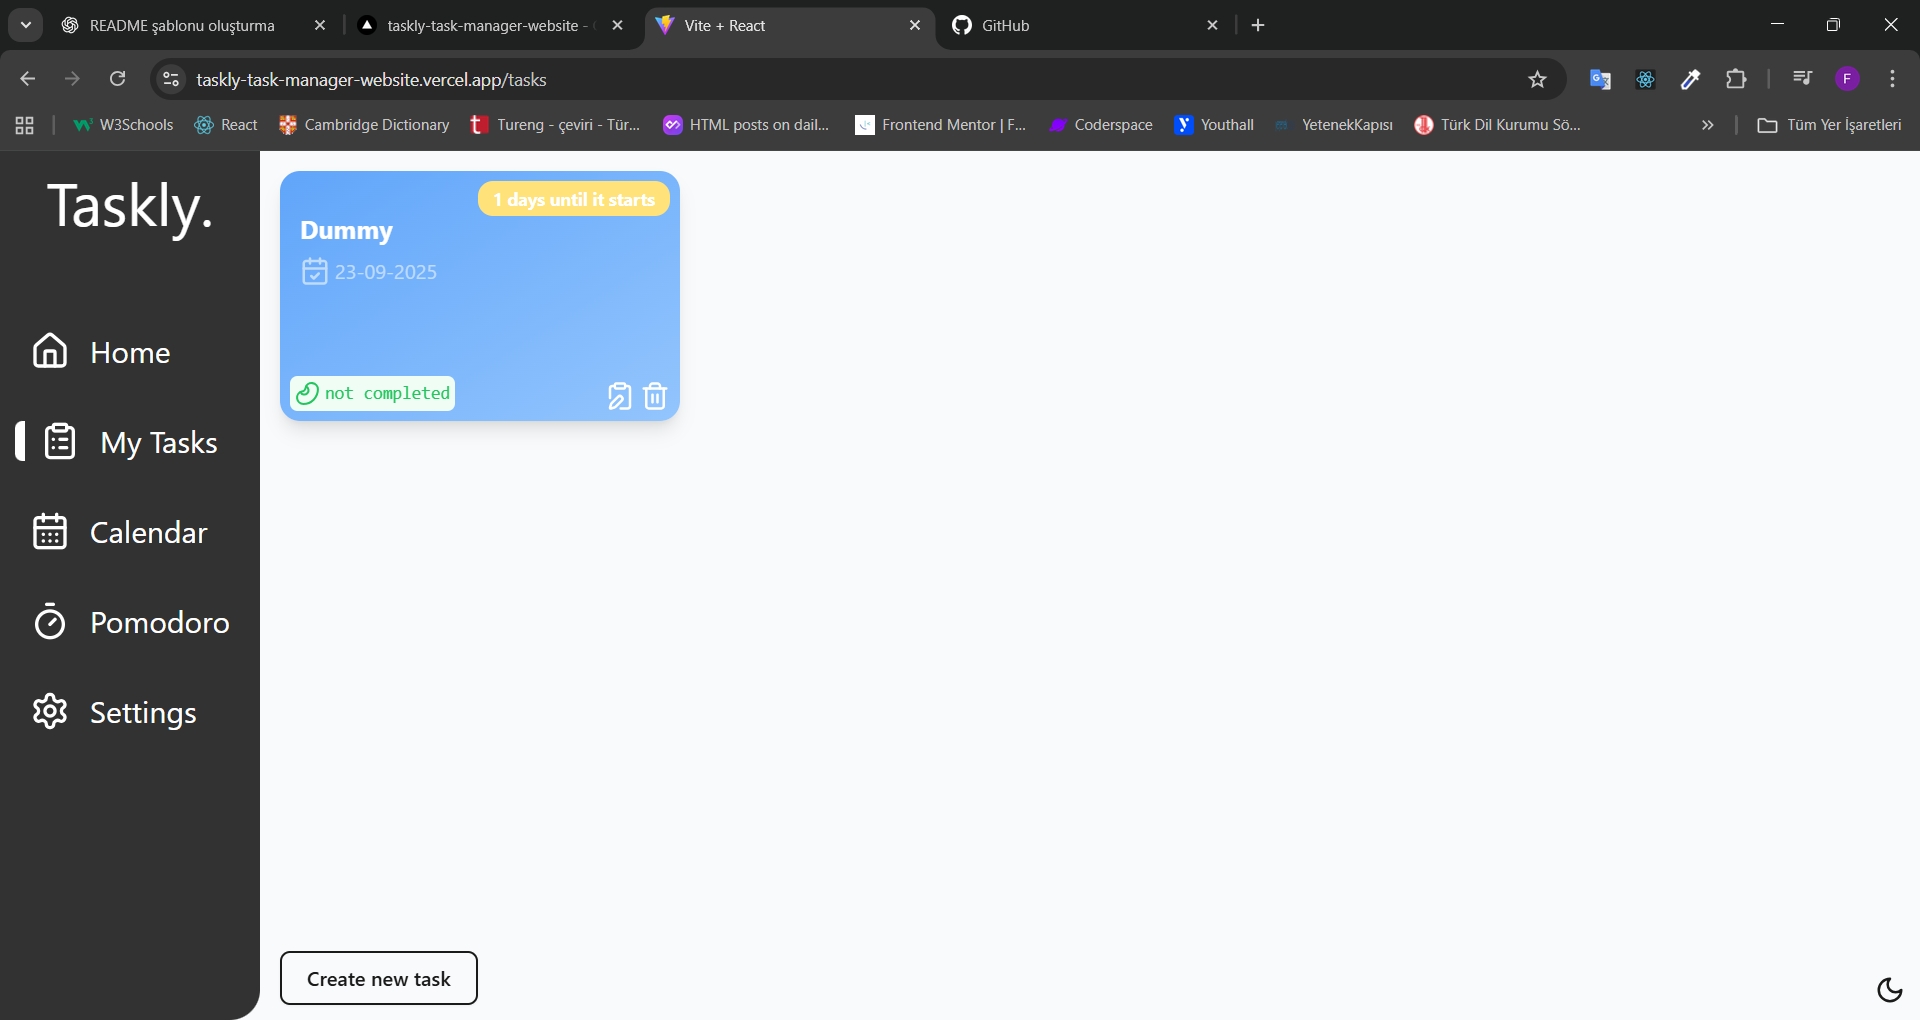 README şablonu oluşturma
taskly-task-manager-website -
Vite + React
GitHub
taskly-task-manager-website.vercel.app/tasks
F
W3Schools
React
Cambridge Dictionary
Tureng - çeviri - Tür...
HTML posts on dail...
Frontend Mentor | F...
Coderspace
Youthall
YetenekKapısı
Türk Dil Kurumu Sö...
Tüm Yer İşaretleri
Taskly.
Home
My Tasks
Calendar
Pomodoro
Settings
1 days until it starts
Dummy
23-09-2025
not completed
Create new task